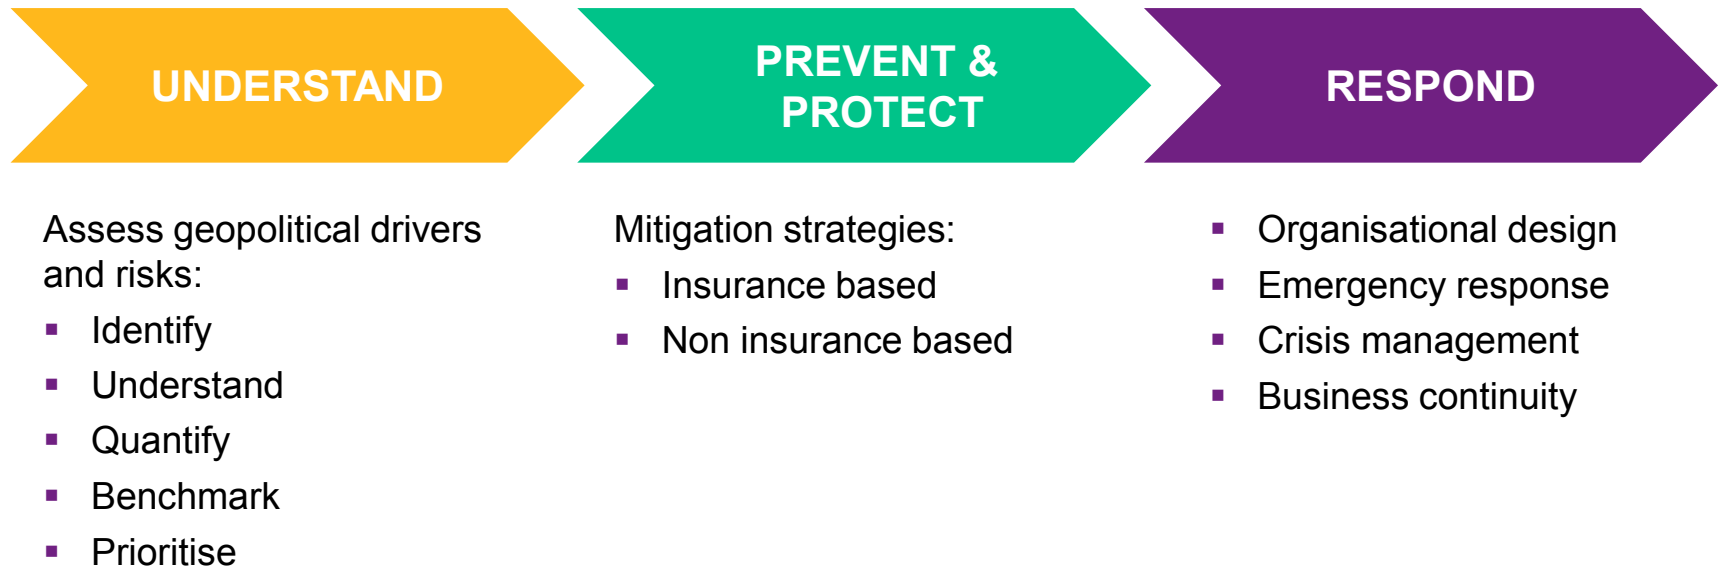 UNDERSTAND
PREVENT &
PROTECT
RESPOND
Assess geopolitical drivers
and risks:
▪ Identify
▪ Understand
▪ Quantify
▪ Benchmark
▪ Prioritise
Mitigation strategies:
▪ Insurance based
▪ Non insurance based
▪ Organisational design
▪ Emergency response
▪ Crisis management
▪ Business continuity